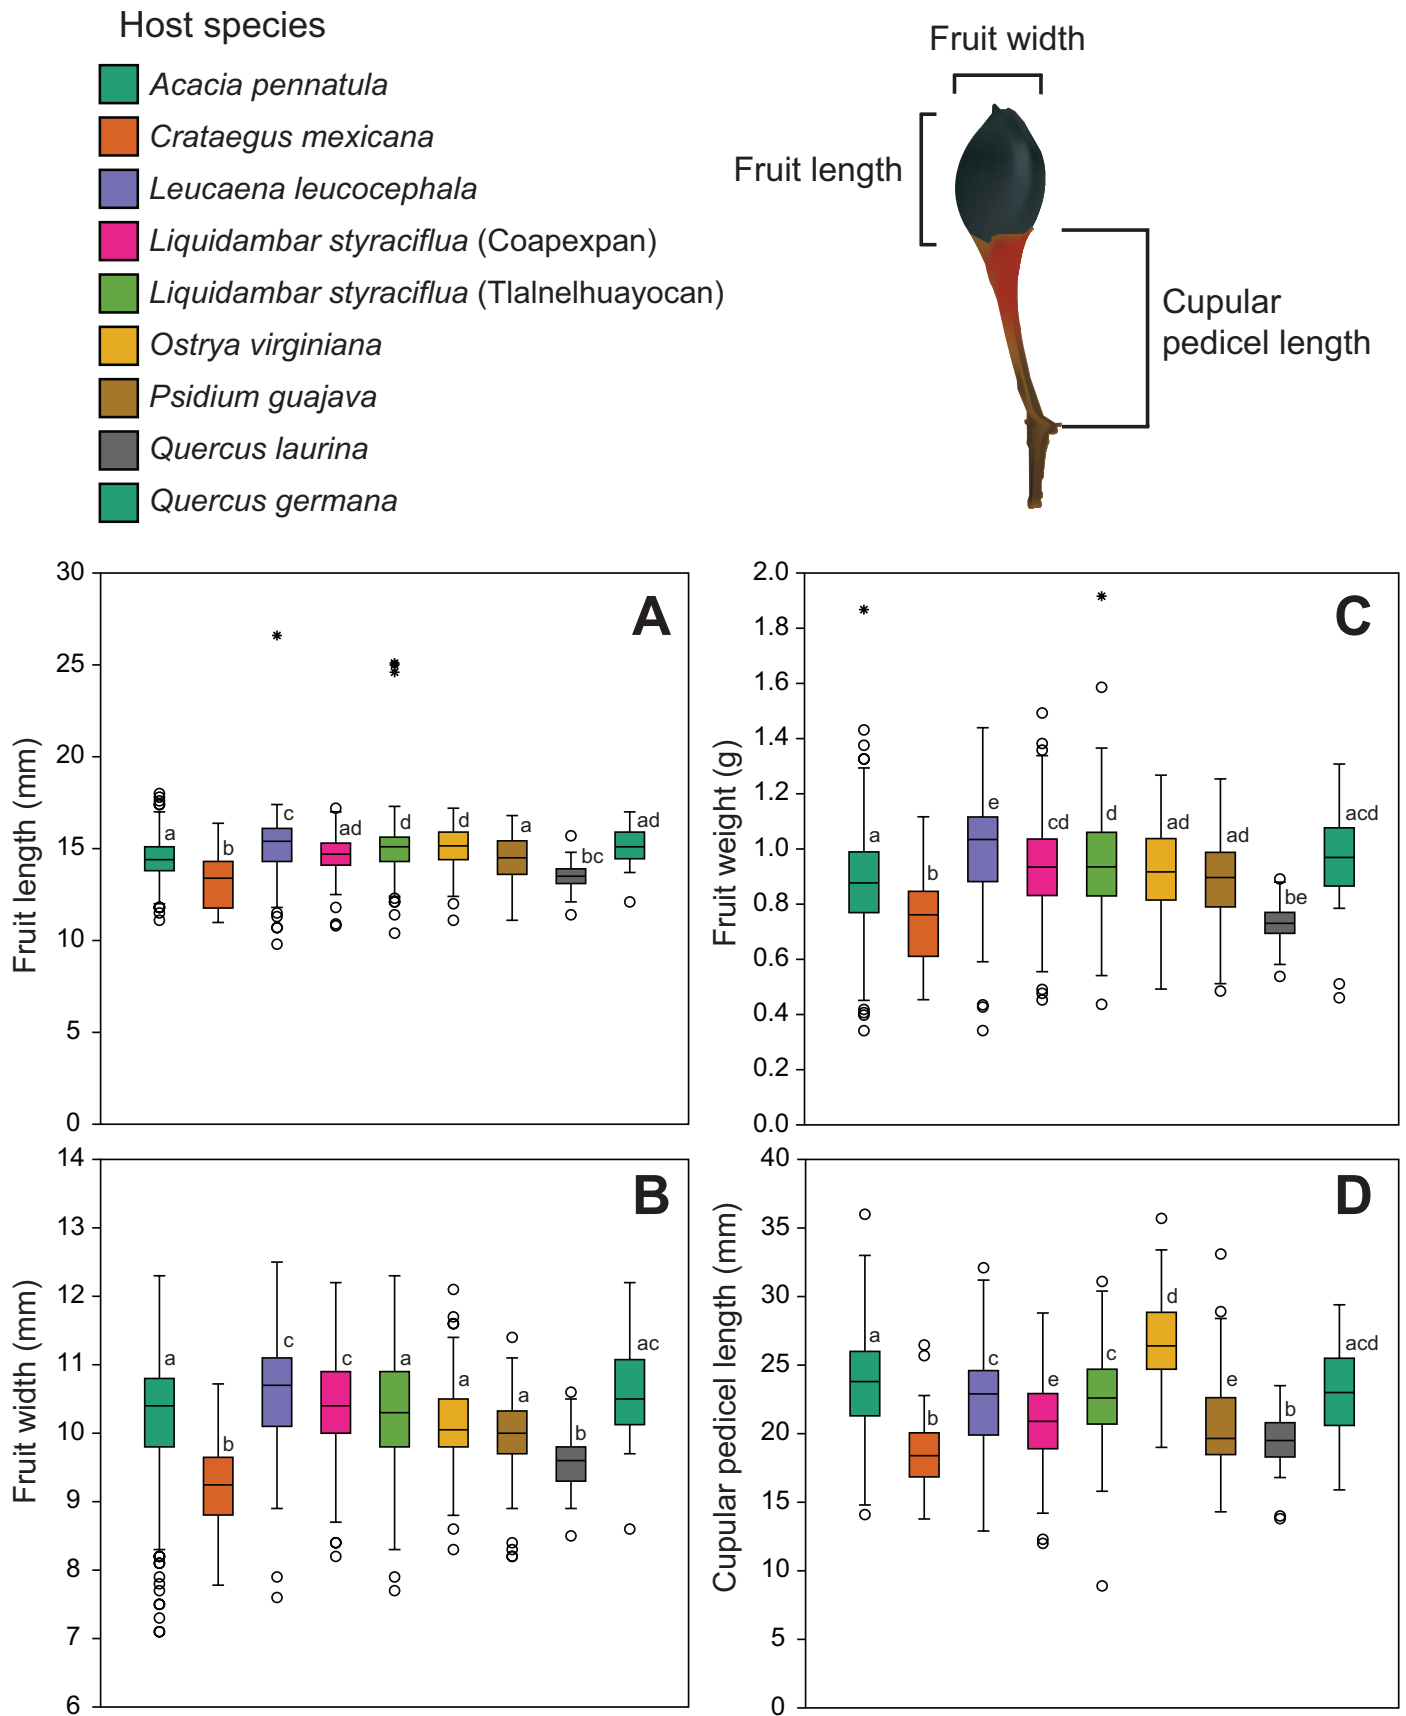 Host species
Acacia pennatula
Crataegus mexicana
Leucaena leucocephala
Liquidambar styraciflua (Coapexpan)
Liquidambar styraciflua (Tlalnelhuayocan)
Ostrya virginiana
Psidium guajava
Quercus laurina
Quercus germana
Fruit width
Fruit length
Cupular
pedicel length
A
Fruit length (mm)
30
25
20
15
10
5
0
a
b
c
ad
d
d
a
bc
ad
C
Fruit weight (g)
2.0
1.8
1.6
1.4
1.2
1.0
0.8
0.6
0.4
0.2
0.0
a
b
e
cd
d
ad
ad
be
acd
B
Fruit width (mm)
14
13
12
11
10
9
8
7
6
a
b
c
c
a
a
a
b
ac
D
Cupular pedicel length (mm)
40
35
30
25
20
15
10
5
0
a
b
c
e
c
d
e
b
acd